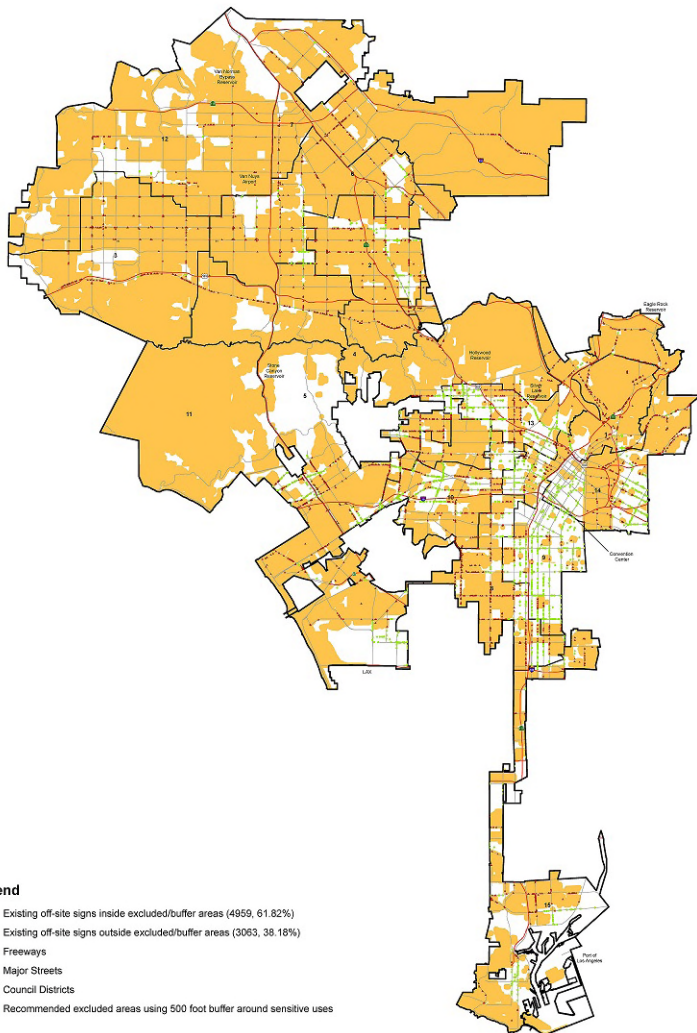 Van Norman
Bypass
Reservoir
12
Van Nuys
Airport
6
3
2
Eagle Rock
Reservoir
Hollywood
Reservoir
Stone
Canyon
Reservoir
4
5
Silver
Lake
Reservoir
1
13
11
10
14
9
8
Convention
Center
LAX
15
Port of
Los Angeles
end
Existing off-site signs inside excluded/buffer areas (4959, 61.82%)
Existing off-site signs outside excluded/buffer areas (3063, 38.18%)
Freeways
Major Streets
Council Districts
Recommended excluded areas using 500 foot buffer around sensitive uses